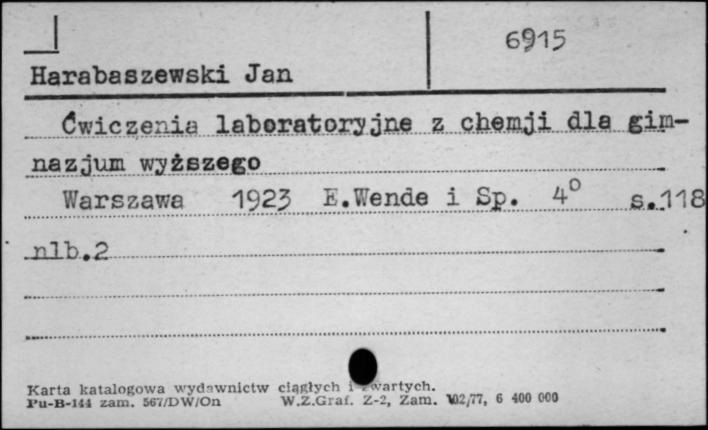 6915
Harabaszewski Jan
Ćwiczenia laboratoryjne z chemji dla gim-
nazjum wyższego
Warszawa 1923 E.Wende i Sp. 4° s.118
nlb.2
Karta katalogowa wydawnictw ciągłych i zwartych.
Pu-B-144 zam. 567/DW/On W.Z.Graf. Z-2, Zam. 102/77, 6 400 000